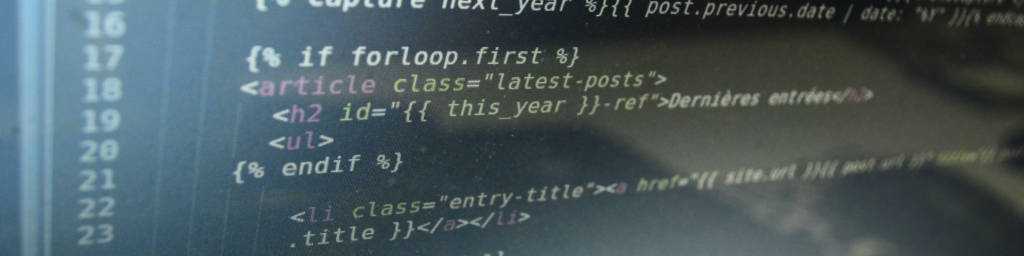 {% capture next_year %}{{ post.previous.date | date: "%Y" }}{%
16
17 {% if forloop.first %}
18 <article class="latest-posts">
19 <h2 id="{{ this_year }}-ref">Dernières entrées</h2>
20 <ul>
21 {% endif %}
22 <li class="entry-title"><a href="{{ site.url }}{{ post.url }}"
23 .title }}</a></li>